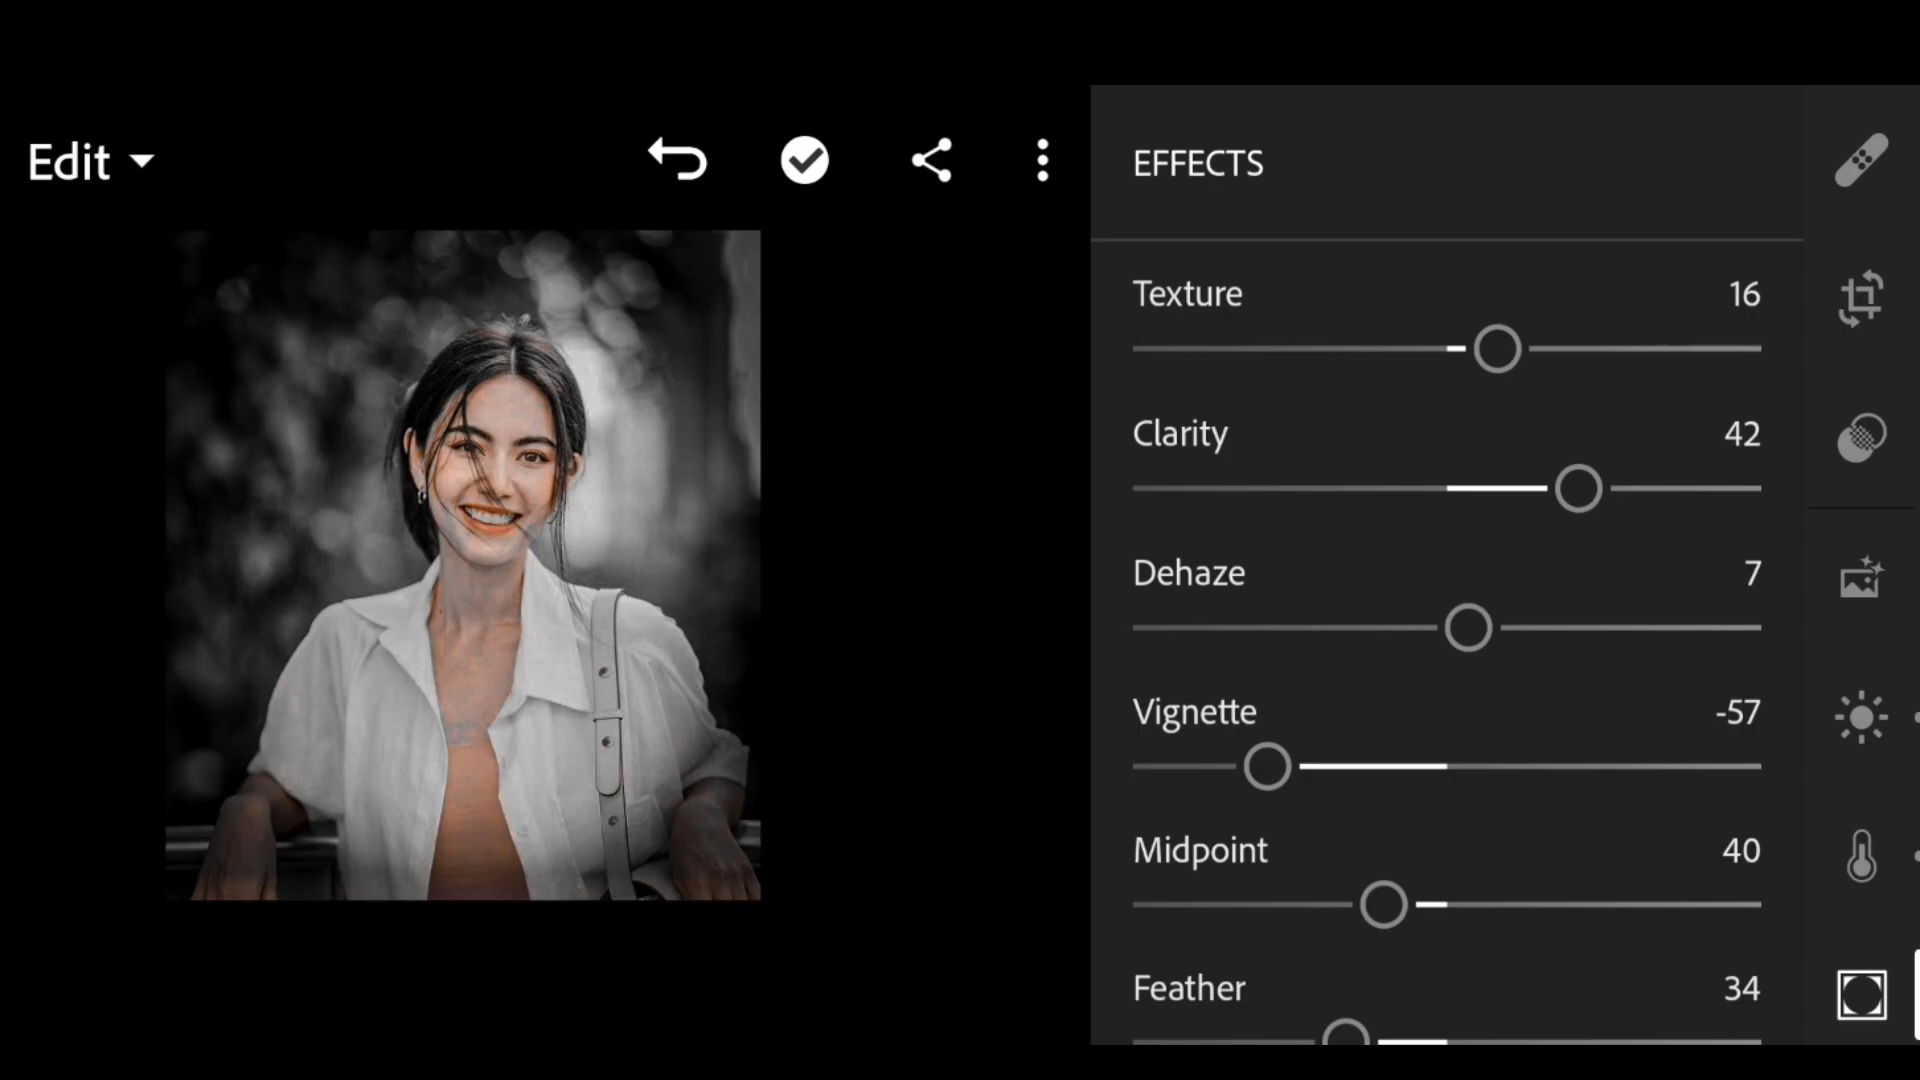 Edit
EFFECTS
Texture 16
Clarity 42
Dehaze 7
Vignette -57
Midpoint 40
Feather 34